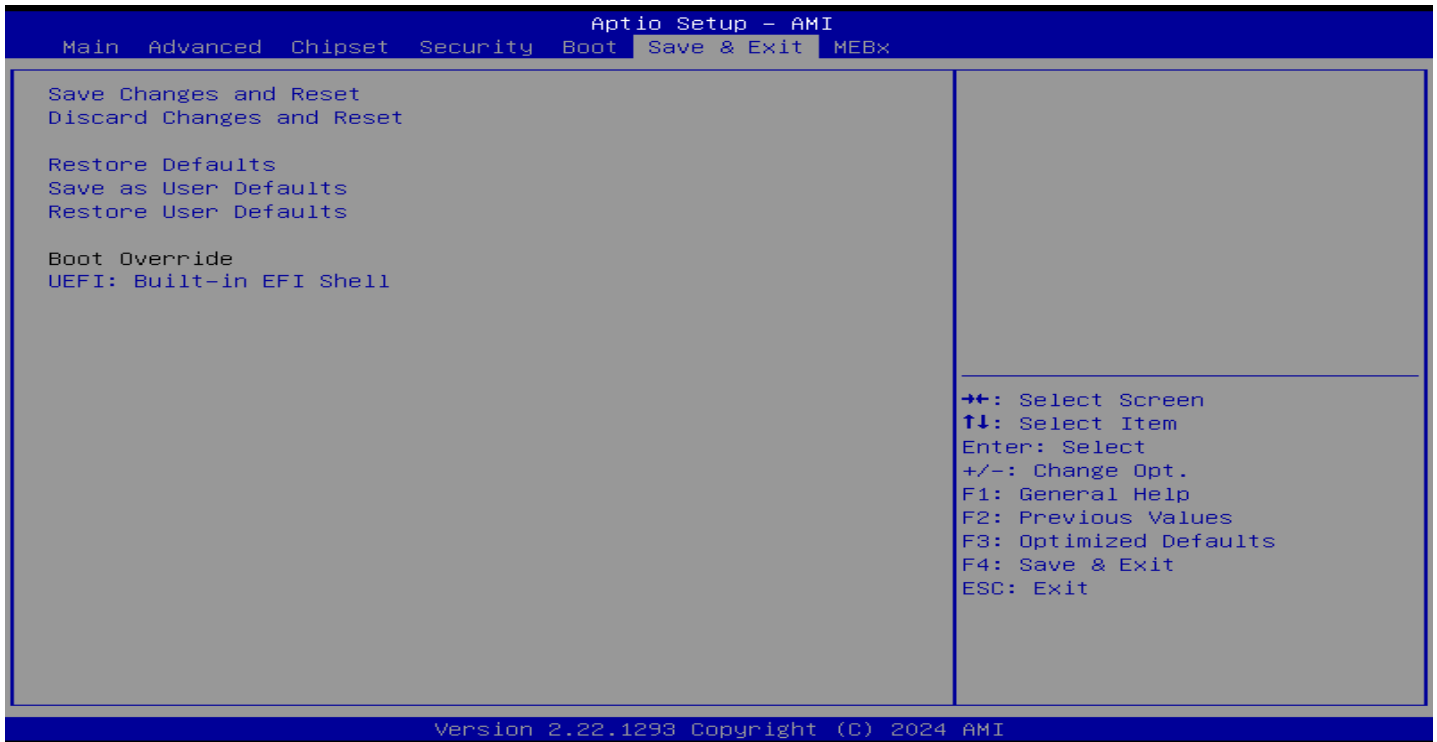 Aptio Setup – AMI
Main Advanced Chipset Security Boot Save & Exit MEBx
Save Changes and Reset
Discard Changes and Reset
Restore Defaults
Save as User Defaults
Restore User Defaults
Boot Override
UEFI: Built-in EFI Shell
→←: Select Screen
↑↓: Select Item
Enter: Select
+/-: Change Opt.
F1: General Help
F2: Previous Values
F3: Optimized Defaults
F4: Save & Exit
ESC: Exit
Version 2.22.1293 Copyright (C) 2024 AMI